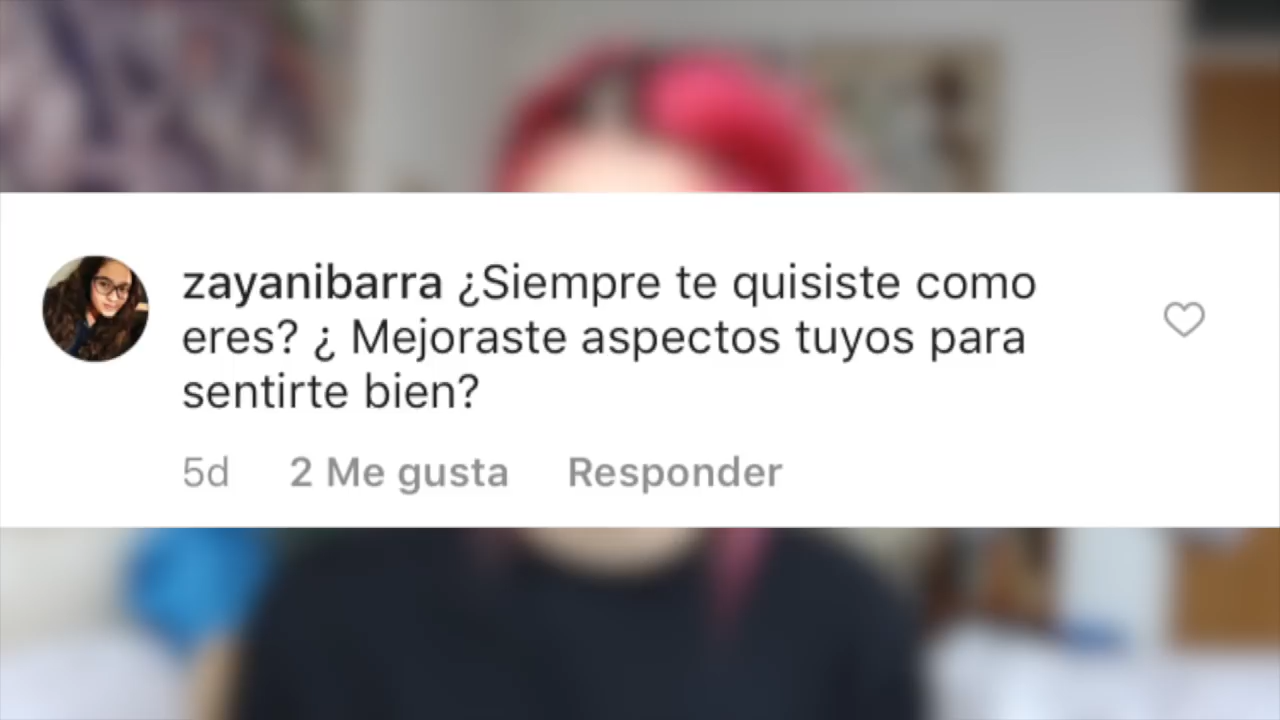 zayanibarra ¿Siempre te quisiste como
eres? ¿ Mejoraste aspectos tuyos para
sentirte bien?
5d 2 Me gusta Responder